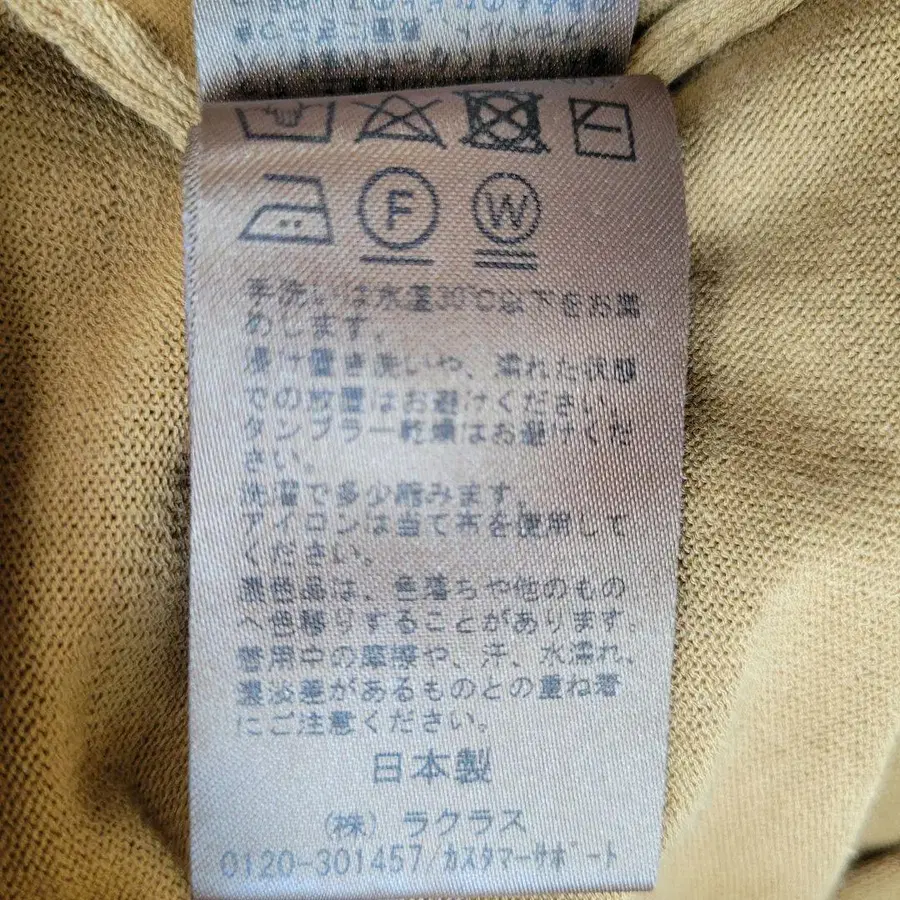 F W
手洗いは水温30℃以下をお薦
めします。
浸け置き洗いや、濡れた状態
での放置はお避けください。
タンブラー乾燥はお避けくだ
さい。
洗濯で多少縮みます。
アイロンは当て布を使用して
ください。
濃色品は、色落ちや他のもの
へ色移りすることがあります。
着用中の摩擦や、汗、水濡れ、
濃淡差があるものとの重ね着
にご注意ください。
日本製
(株) ラクラス
0120-301457/カスタマーサポート